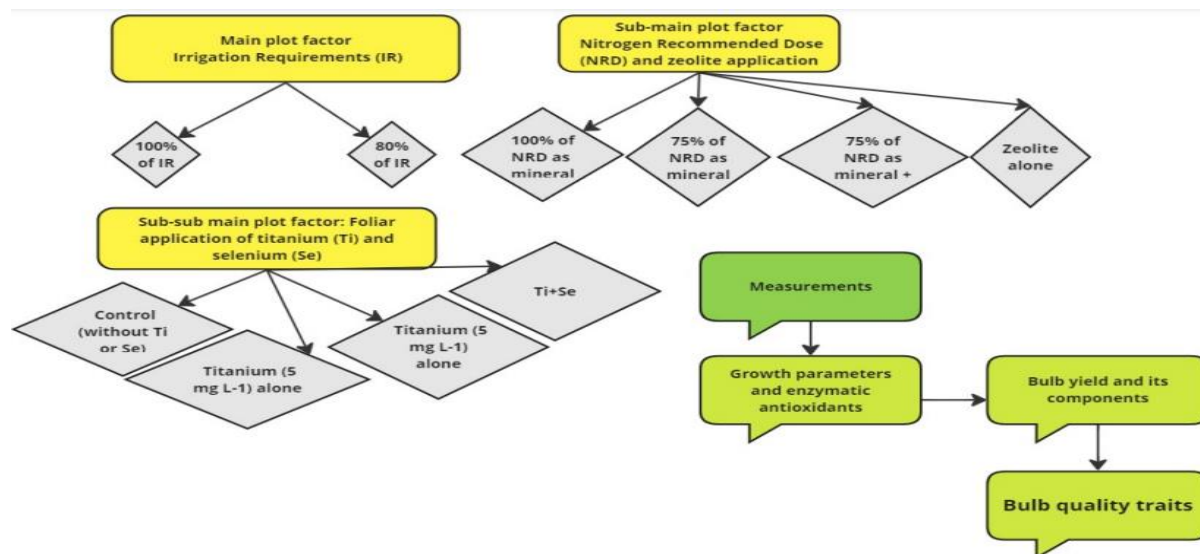 Main plot factor
Irrigation Requirements (IR)
100%
of IR
80%
of IR
Sub-main plot factor
Nitrogen Recommended Dose
(NRD) and zeolite application
100% of
NRD as
mineral
75% of
NRD as
mineral
75% of
NRD as
mineral +
Zeolite
alone
Sub-sub main plot factor: Foliar
application of titanium (Ti) and
selenium (Se)
Control
(without Ti
or Se)
Titanium (5
mg L-1) alone
Titanium (5
mg L-1) alone
Ti+Se
Measurements
Growth parameters
and enzymatic
antioxidants
Bulb yield and its
components
Bulb quality traits